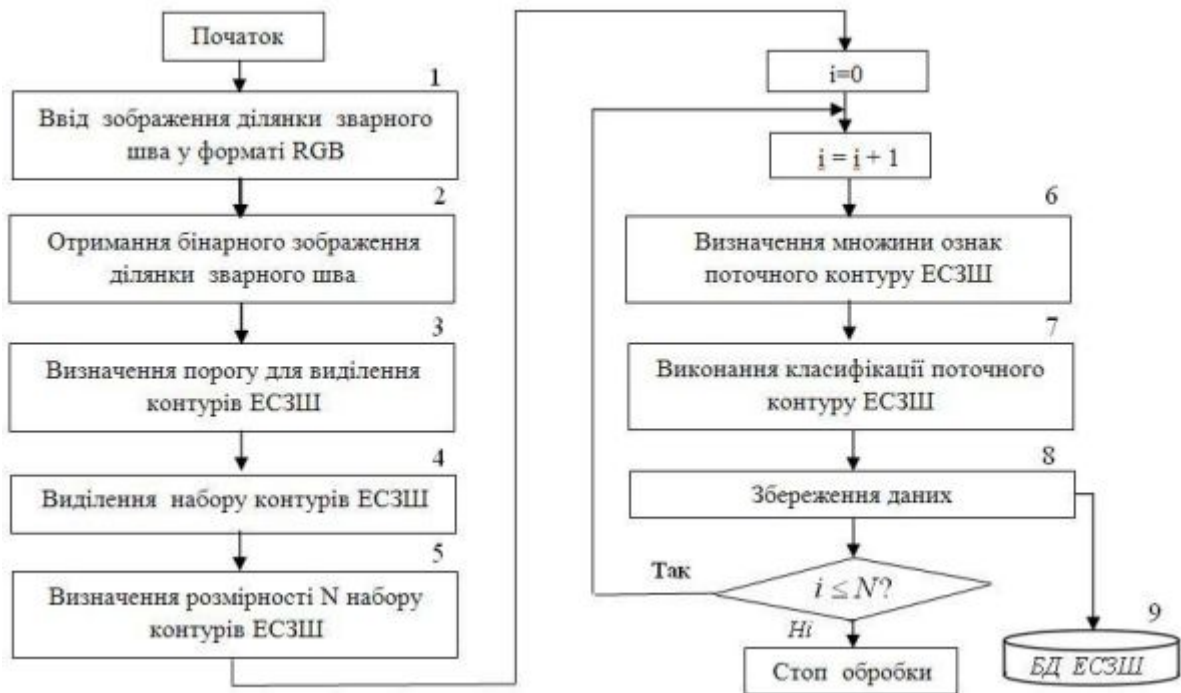 Початок
1
Ввід зображення ділянки зварного
шва у форматі RGB
2
Отримання бінарного зображення
ділянки зварного шва
3
Визначення порогу для виділення
контурів ЕСЗШ
4
Виділення набору контурів ЕСЗШ
5
Визначення розмірності N набору
контурів ЕСЗШ
i=0
i = i + 1
6
Визначення множини ознак
поточного контуру ЕСЗШ
7
Виконання класифікації поточного
контуру ЕСЗШ
8
Збереження даних
Так
i ≤ N?
Ні
Стоп обробки
9
БД ЕСЗШ